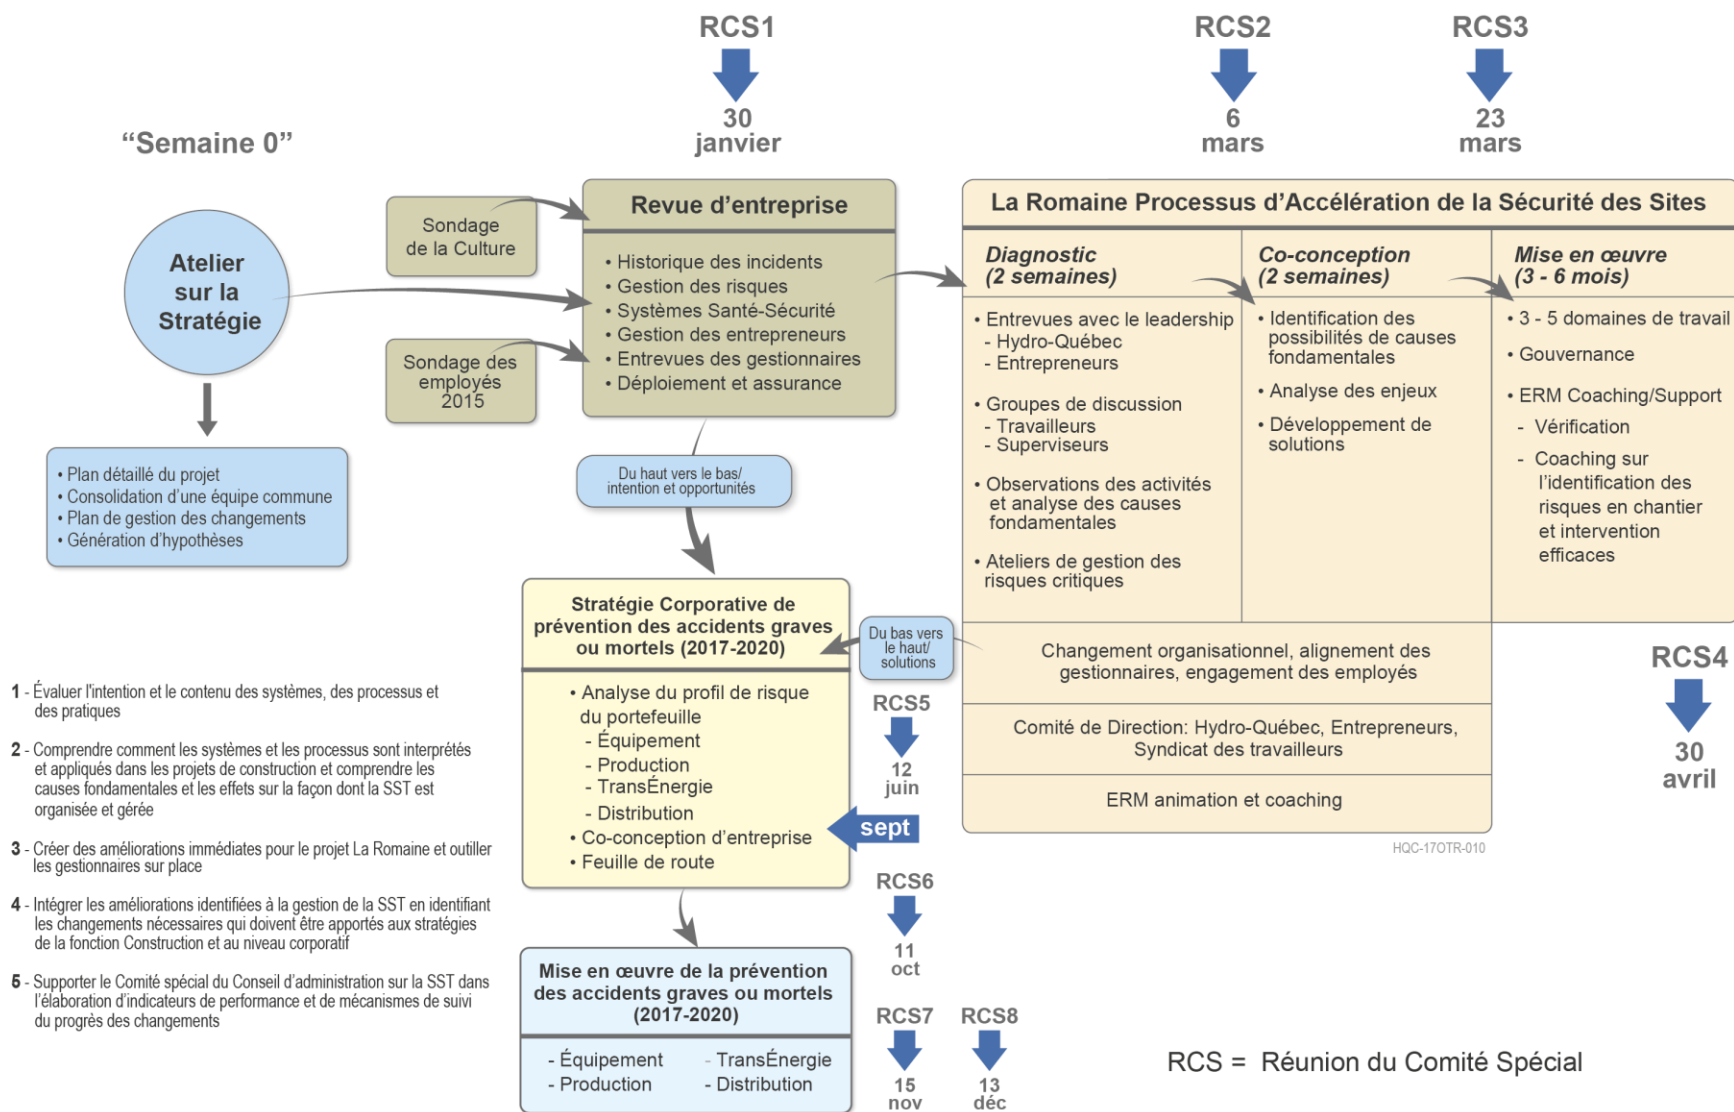 RCS1
30
janvier
RCS2
6
mars
RCS3
23
mars
“Semaine 0”
Atelier
sur la
Stratégie
• Plan détaillé du projet
• Consolidation d’une équipe commune
• Plan de gestion des changements
• Génération d’hypothèses
Sondage
de la Culture
Sondage des
employés
2015
Revue d’entreprise
• Historique des incidents
• Gestion des risques
• Systèmes Santé-Sécurité
• Gestion des entrepreneurs
• Entrevues des gestionnaires
• Déploiement et assurance
La Romaine Processus d’Accélération de la Sécurité des Sites
Diagnostic
(2 semaines)
• Entrevues avec le leadership
- Hydro-Québec
- Entrepreneurs
• Groupes de discussion
- Travailleurs
- Superviseurs
• Observations des activités
et analyse des causes
fondamentales
• Ateliers de gestion des
risques critiques
Co-conception
(2 semaines)
• Identification des
possibilités de causes
fondamentales
• Analyse des enjeux
• Développement de
solutions
Mise en œuvre
(3 - 6 mois)
• 3 - 5 domaines de travail
• Gouvernance
• ERM Coaching/Support
- Vérification
- Coaching sur
l’identification des
risques en chantier
et intervention
efficaces
Changement organisationnel, alignement des
gestionnaires, engagement des employés
Comité de Direction: Hydro-Québec, Entrepreneurs,
Syndicat des travailleurs
ERM animation et coaching
HQC-17OTR-010
RCS4
30
avril
Du haut vers le bas/
intention et opportunités
Du bas vers
le haut/
solutions
Stratégie Corporative de
prévention des accidents graves
ou mortels (2017-2020)
• Analyse du profil de risque
du portefeuille
- Équipement
- Production
- TransÉnergie
- Distribution
• Co-conception d’entreprise
• Feuille de route
RCS5
12
juin
sept
RCS6
11
oct
Mise en œuvre de la prévention
des accidents graves ou mortels
(2017-2020)
- Équipement
- TransÉnergie
- Production
- Distribution
RCS7
15
nov
RCS8
13
déc
1 - Évaluer l'intention et le contenu des systèmes, des processus et
des pratiques
2 - Comprendre comment les systèmes et les processus sont interprétés
et appliqués dans les projets de construction et comprendre les
causes fondamentales et les effets sur la façon dont la SST est
organisée et gérée
3 - Créer des améliorations immédiates pour le projet La Romaine et outiller
les gestionnaires sur place
4 - Intégrer les améliorations identifiées à la gestion de la SST en identifiant
les changements nécessaires qui doivent être apportés aux stratégies
de la fonction Construction et au niveau corporatif
5 - Supporter le Comité spécial du Conseil d’administration sur la SST dans
l’élaboration d’indicateurs de performance et de mécanismes de suivi
du progrès des changements
RCS = Réunion du Comité Spécial